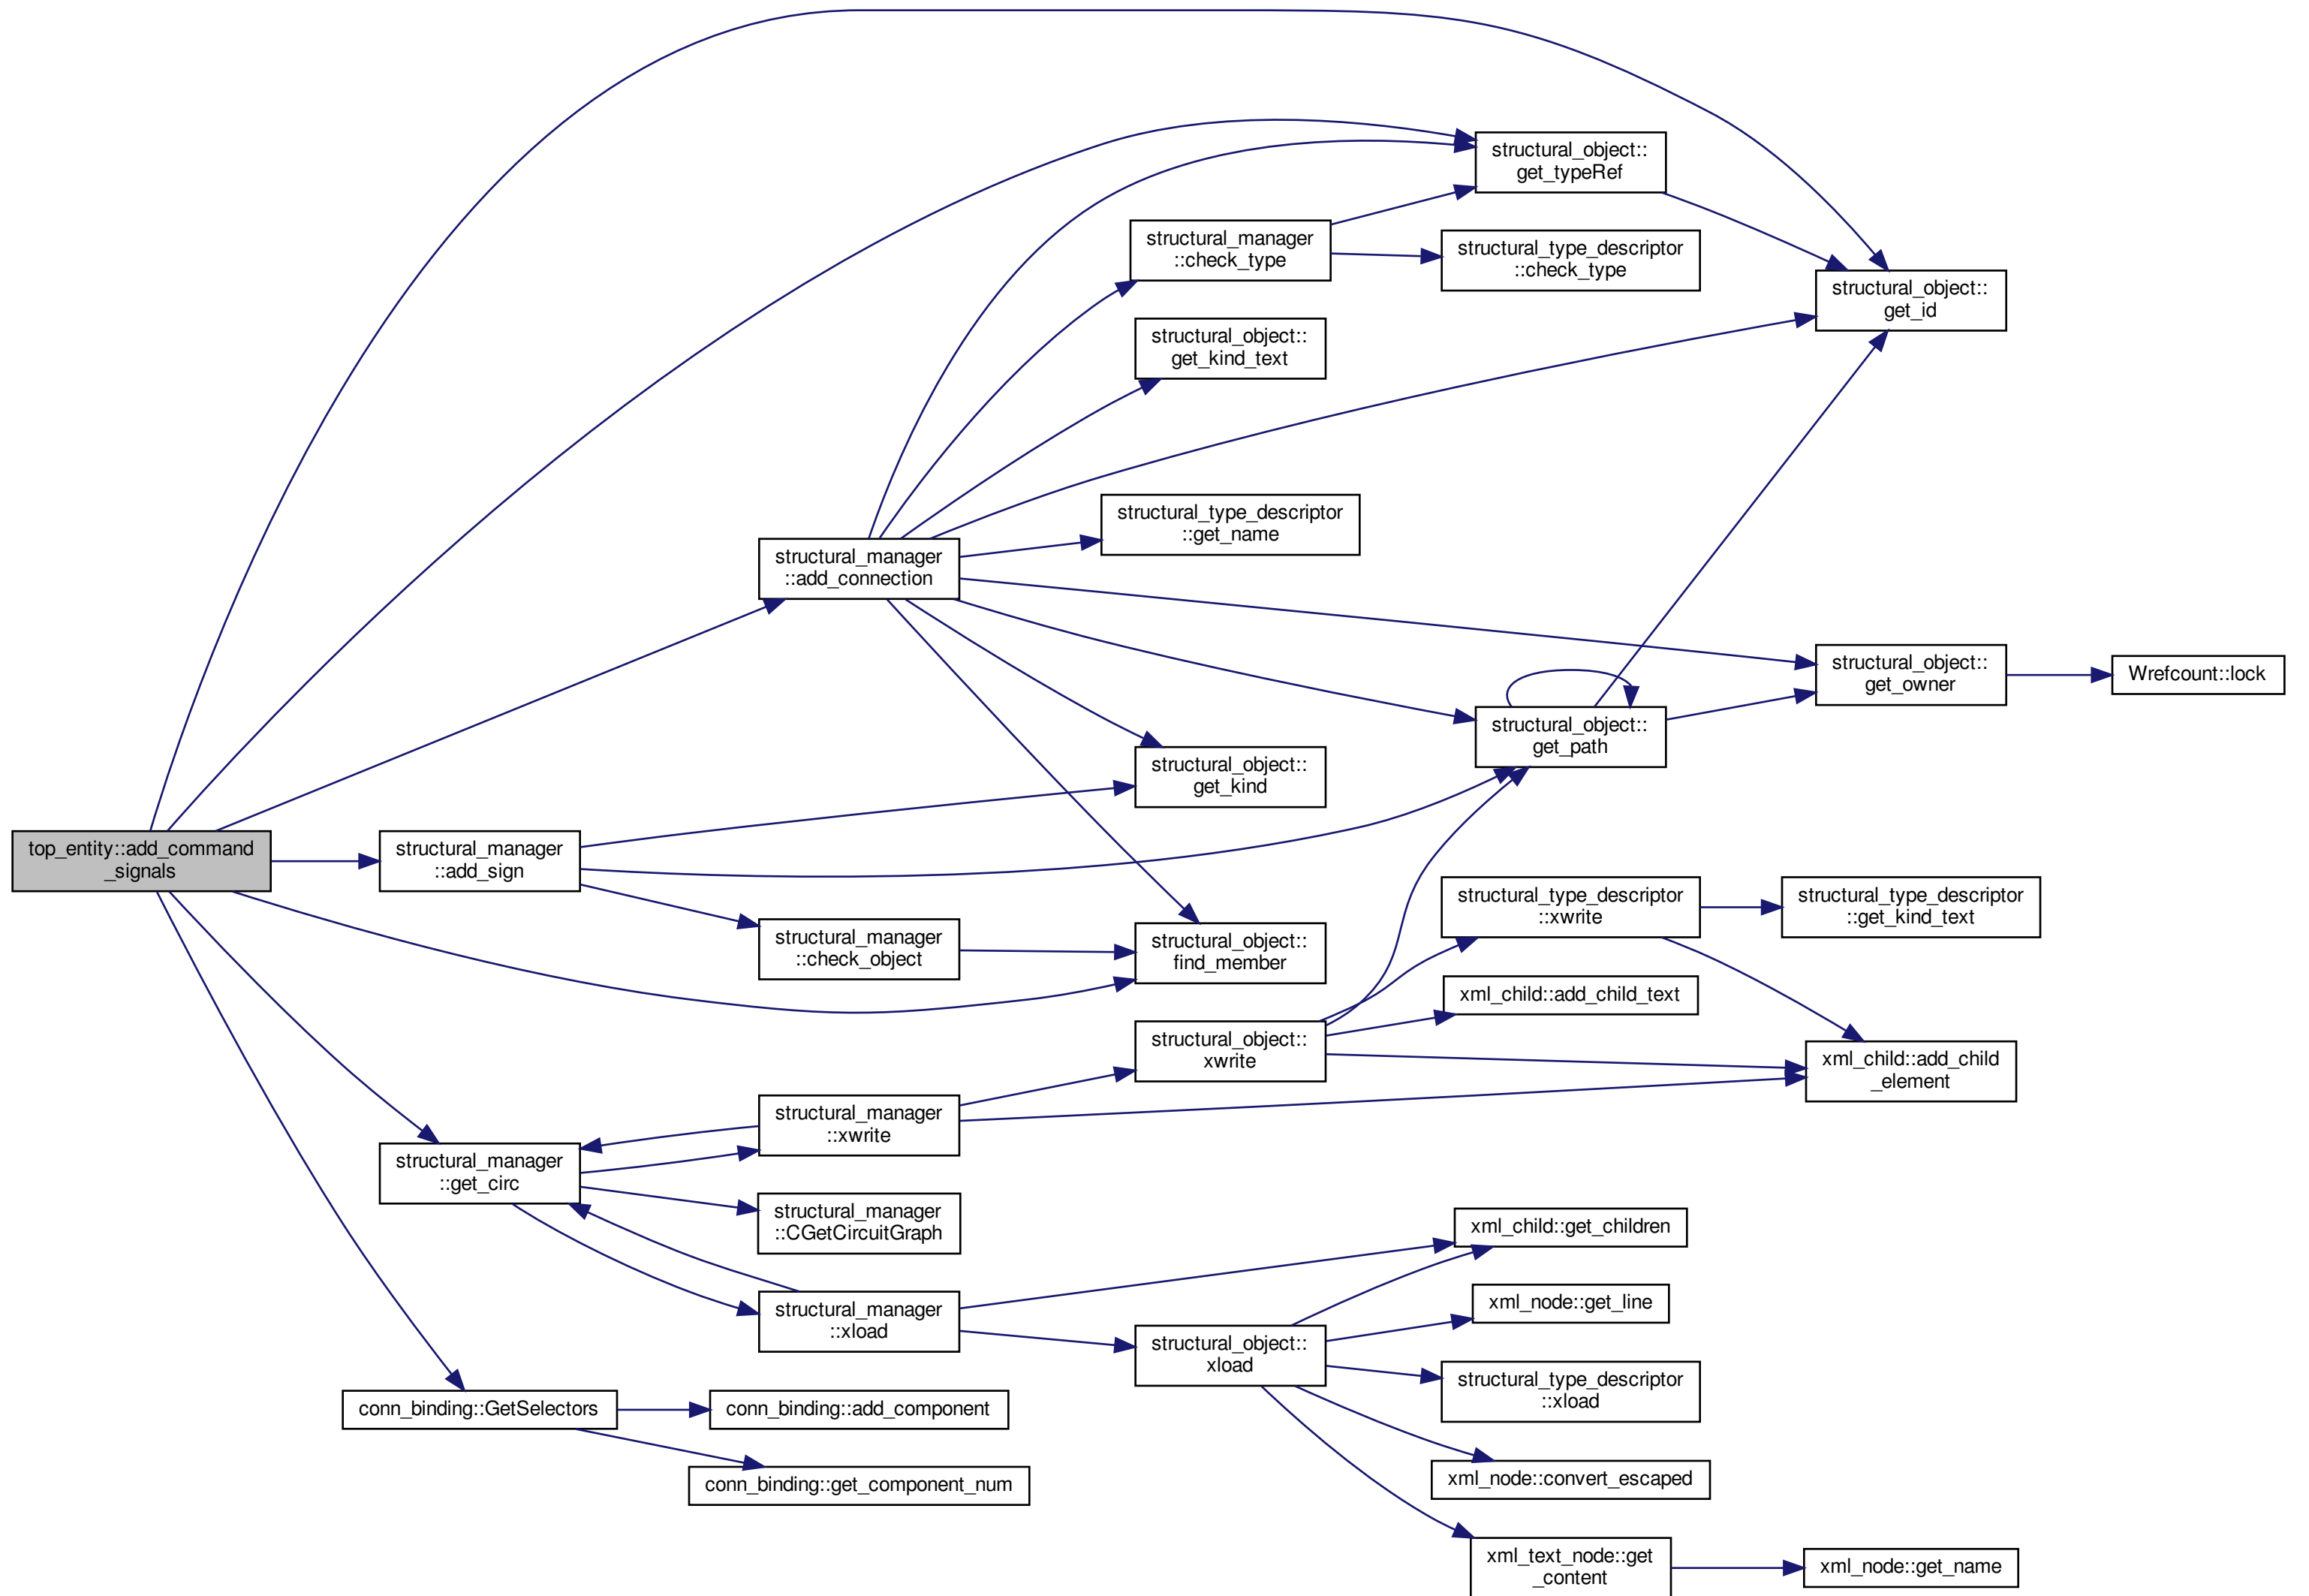 structural_object::
get_typeRef
structural_manager
::check_type
structural_type_descriptor
::check_type
structural_object::
get_id
structural_object::
get_kind_text
structural_type_descriptor
::get_name
structural_manager
::add_connection
structural_object::
get_owner
Wrefcount::lock
structural_object::
get_path
structural_object::
get_kind
top_entity::add_command
_signals
structural_manager
::add_sign
structural_manager
::check_object
structural_object::
find_member
structural_type_descriptor
::xwrite
structural_type_descriptor
::get_kind_text
xml_child::add_child_text
structural_object::
xwrite
xml_child::add_child
_element
structural_manager
::xwrite
structural_manager
::get_circ
structural_manager
::CGetCircuitGraph
xml_child::get_children
structural_manager
::xload
xml_node::get_line
structural_object::
xload
structural_type_descriptor
::xload
conn_binding::GetSelectors
conn_binding::add_component
xml_node::convert_escaped
conn_binding::get_component_num
xml_text_node::get
_content
xml_node::get_name